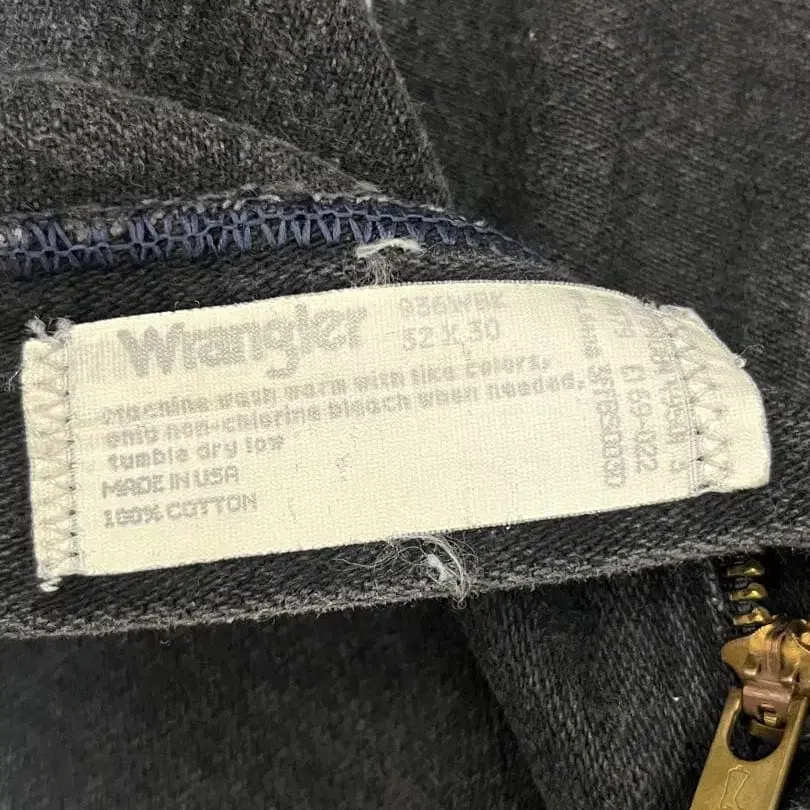 Wrangler
936WBK
32 X 30
Machine wash warm with like colors,
only non-chlorine bleach when needed,
tumble dry low
MADE IN USA
100% COTTON